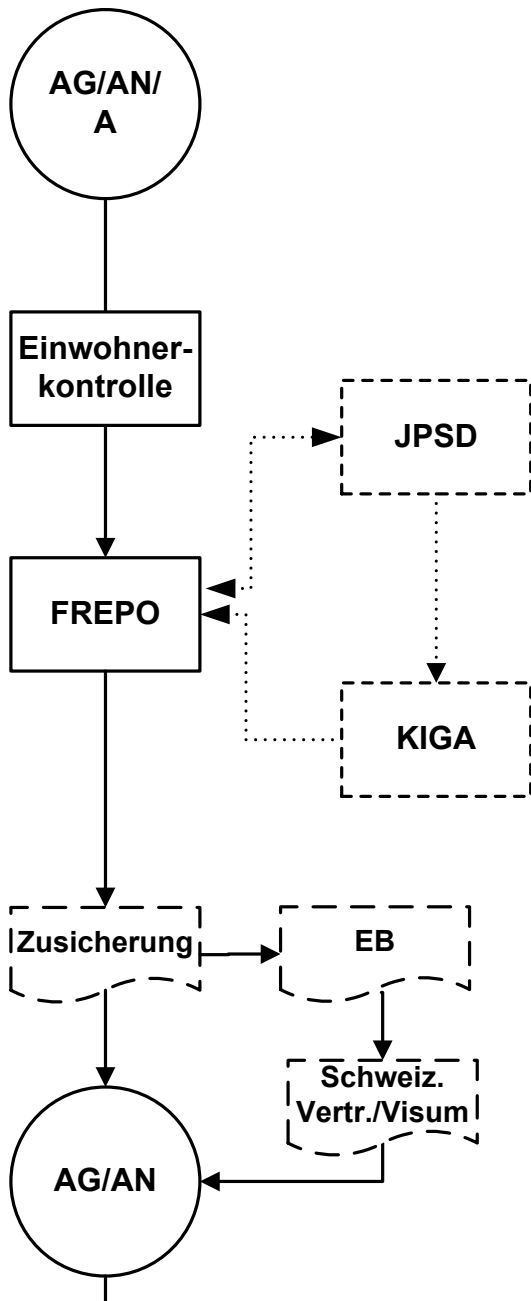 AG/AN/
A
Einwohner-
kontrolle
JPSD
FREPO
KIGA
Zusicherung
EB
Schweiz.
Vertr./Visum
AG/AN